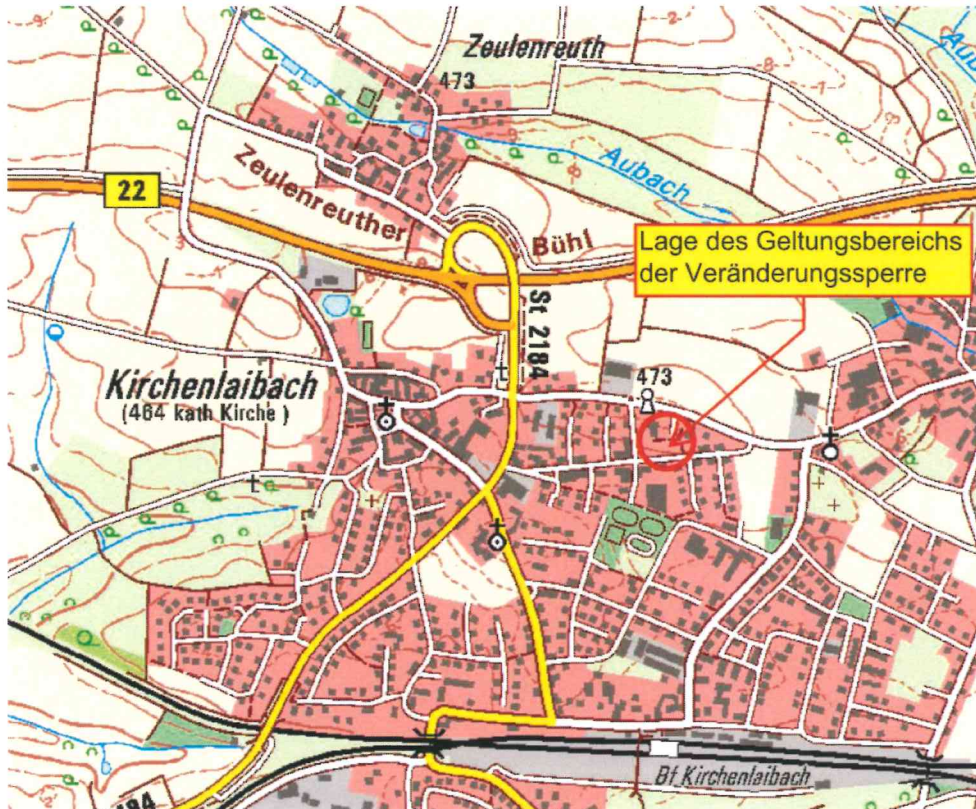 Zeulenreuth
473
Aubach
22
Zeulenreuther
Bühl
Lage des Geltungsbereichs
der Veränderungssperre
St 2184
Kirchenlaibach
(464 kath Kirche)
473
Bf Kirchenlaibach